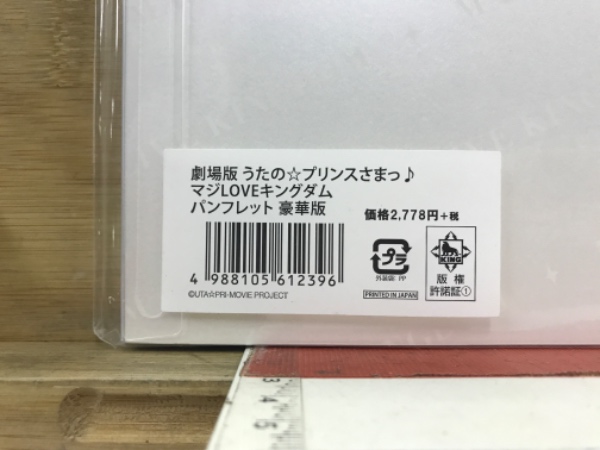 劇場版 うたの☆プリンスさまっ♪
マジLOVEキングダム
パンフレット 豪華版
価格2,778円+税
4 988105 612396
©UTA☆PRI-MOVIE PROJECT
プラ
外装袋: PP
PRINTED IN JAPAN
KING
版権
許諾証①
3 4 5